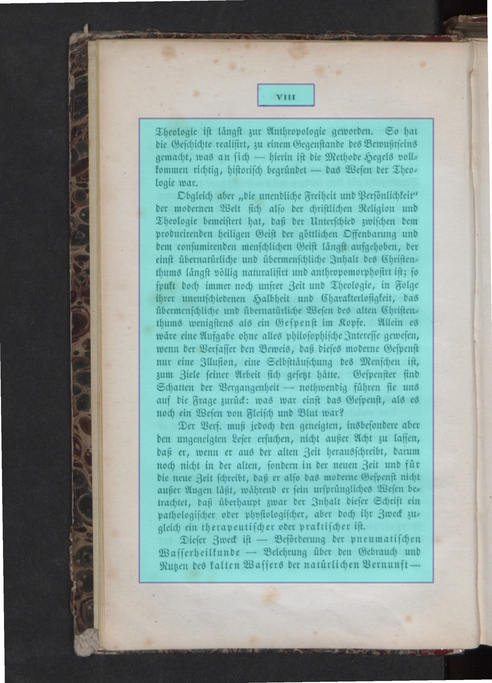 VIII
Theologie ist längst zur Anthropologie geworden. So hat
die Geschichte realisirt, zu einem Gegenstande des Bewußtseins
gemacht, was an sich — hierin ist die Methode Hegels voll-
kommen richtig, historisch begründet — das Wesen der Theo-
logie war.
Obgleich aber „die unendliche Freiheit und Persönlichkeit“
der modernen Welt sich also der christlichen Religion und
Theologie bemeistert hat, daß der Unterschied zwischen dem
producirenden heiligen Geist der göttlichen Offenbarung und
dem consumirenden menschlichen Geist längst aufgehoben, der
einst übernatürliche und übermenschliche Inhalt des Christen-
thums längst völlig naturalisirt und anthropomorphosirt ist; so
spukt doch immer noch unsrer Zeit und Theologie, in Folge
ihrer unentschiedenen Halbheit und Charakterlosigkeit, das
übermenschliche und übernatürliche Wesen des alten Christen-
thums wenigstens als ein Gespenst im Kopfe. Allein es
wäre eine Aufgabe ohne alles philosophische Interesse gewesen,
wenn der Verfasser den Beweis, daß dieses moderne Gespenst
nur eine Illusion, eine Selbsttäuschung des Menschen ist,
zum Ziele seiner Arbeit sich gesetzt hätte. Gespenster sind
Schatten der Vergangenheit — nothwendig führen sie uns
auf die Frage zurück: was war einst das Gespenst, als es
noch ein Wesen von Fleisch und Blut war?
Der Verf. muß jedoch den geneigten, insbesondere aber
den ungeneigten Leser ersuchen, nicht außer Acht zu lassen,
daß er, wenn er aus der alten Zeit herausschreibt, darum
noch nicht in der alten, sondern in der neuen Zeit und für
die neue Zeit schreibt, daß er also das moderne Gespenst nicht
außer Augen läßt, während er sein ursprüngliches Wesen be-
trachtet, daß überhaupt zwar der Inhalt dieser Schrift ein
pathologischer oder physiologischer, aber doch ihr Zweck zu-
gleich ein therapeutischer oder praktischer ist.
Dieser Zweck ist — Beförderung der pneumatischen
Wasserheilkunde — Belehrung über den Gebrauch und
Nutzen des kalten Wassers der natürlichen Vernunft —